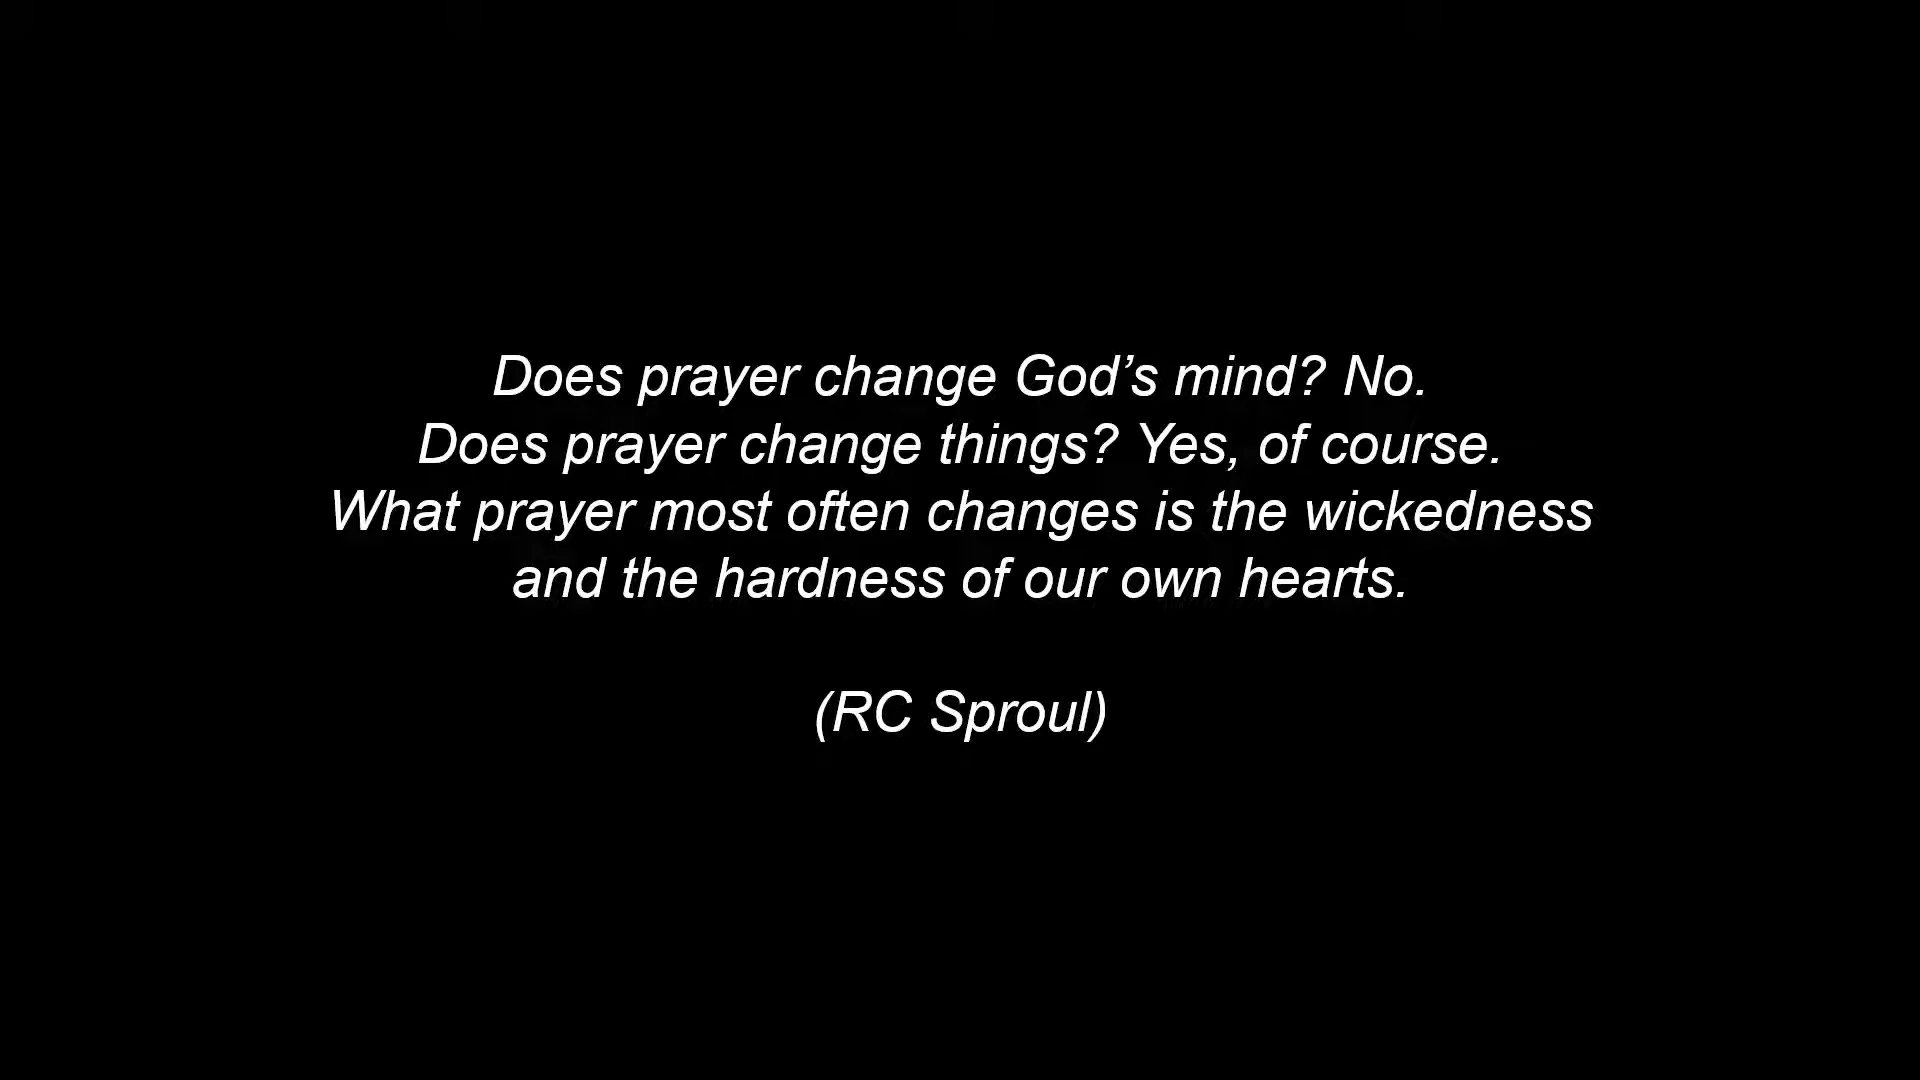 Does prayer change God’s mind? No.
Does prayer change things? Yes, of course.
What prayer most often changes is the wickedness
and the hardness of our own hearts.
(RC Sproul)